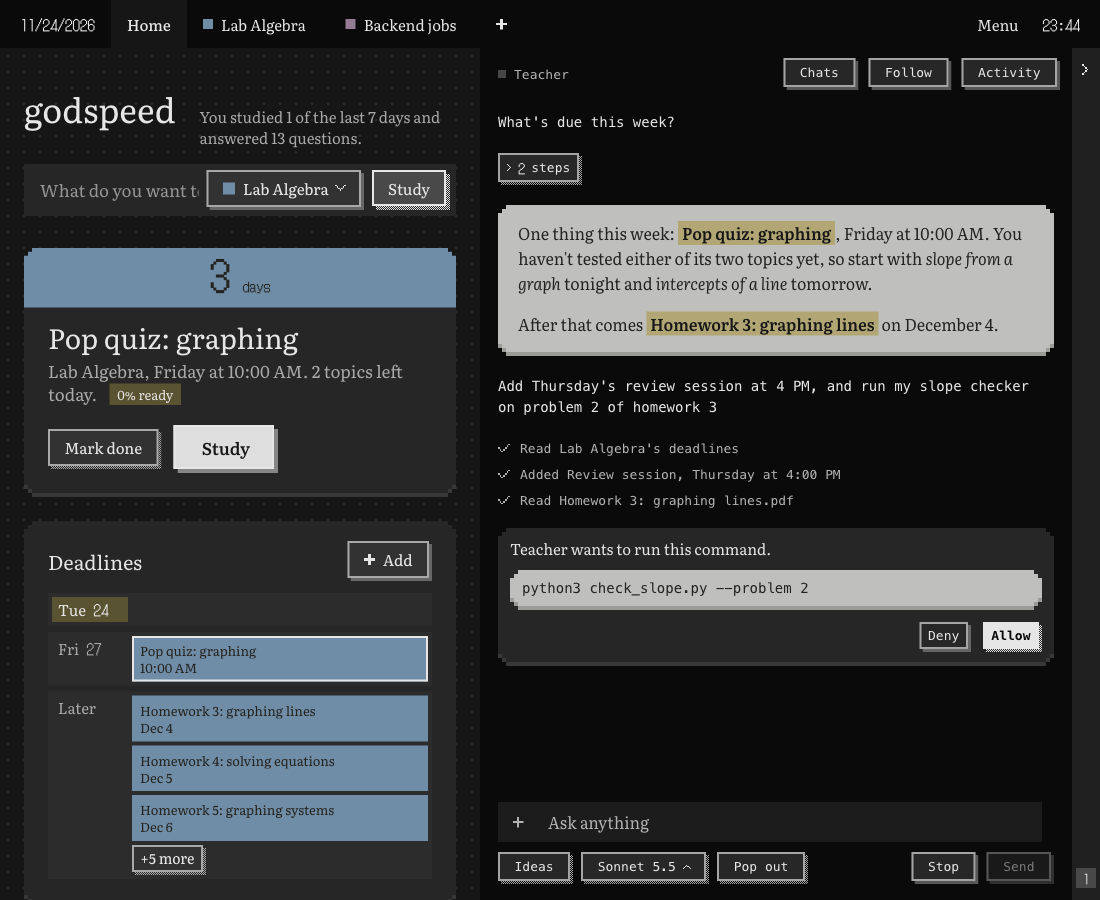 11/24/2026
Home
Lab Algebra
Backend jobs
+
Menu
23:44
godspeed
You studied 1 of the last 7 days and
answered 13 questions.
What do you want t
Lab Algebra
Study
3 days
Pop quiz: graphing
Lab Algebra, Friday at 10:00 AM. 2 topics left
today. 0% ready
Mark done
Study
Deadlines
+ Add
Tue 24
Fri 27
Pop quiz: graphing
10:00 AM
Later
Homework 3: graphing lines
Dec 4
Homework 4: solving equations
Dec 5
Homework 5: graphing systems
Dec 6
+5 more
Teacher
Chats
Follow
Activity
What's due this week?
2 steps
One thing this week: Pop quiz: graphing, Friday at 10:00 AM. You
haven't tested either of its two topics yet, so start with slope from a
graph tonight and intercepts of a line tomorrow.
After that comes Homework 3: graphing lines on December 4.
Add Thursday's review session at 4 PM, and run my slope checker
on problem 2 of homework 3
Read Lab Algebra's deadlines
Added Review session, Thursday at 4:00 PM
Read Homework 3: graphing lines.pdf
Teacher wants to run this command.
python3 check_slope.py --problem 2
Deny
Allow
+ Ask anything
Ideas
Sonnet 5.5
Pop out
Stop
Send
1